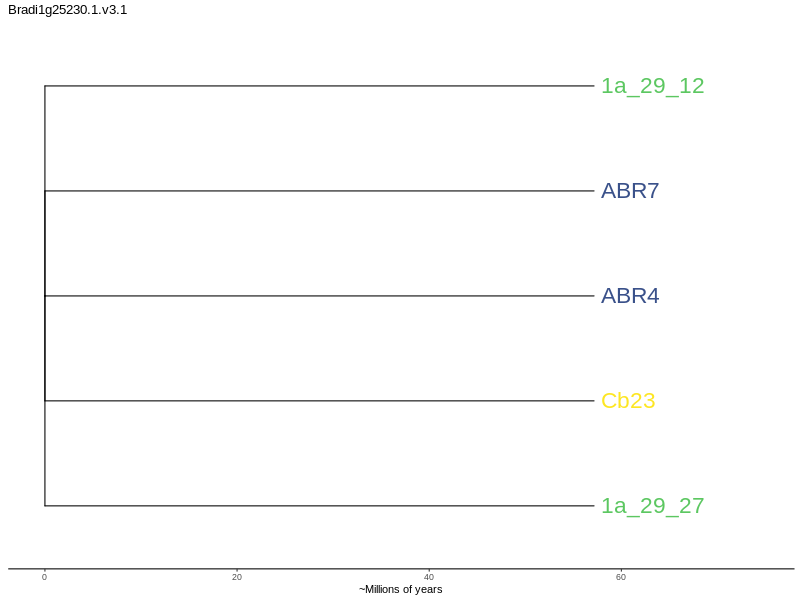 Bradi1g25230.1.v3.1
1a_29_12
ABR7
ABR4
Cb23
1a_29_27
0 20 40 60
~Millions of years